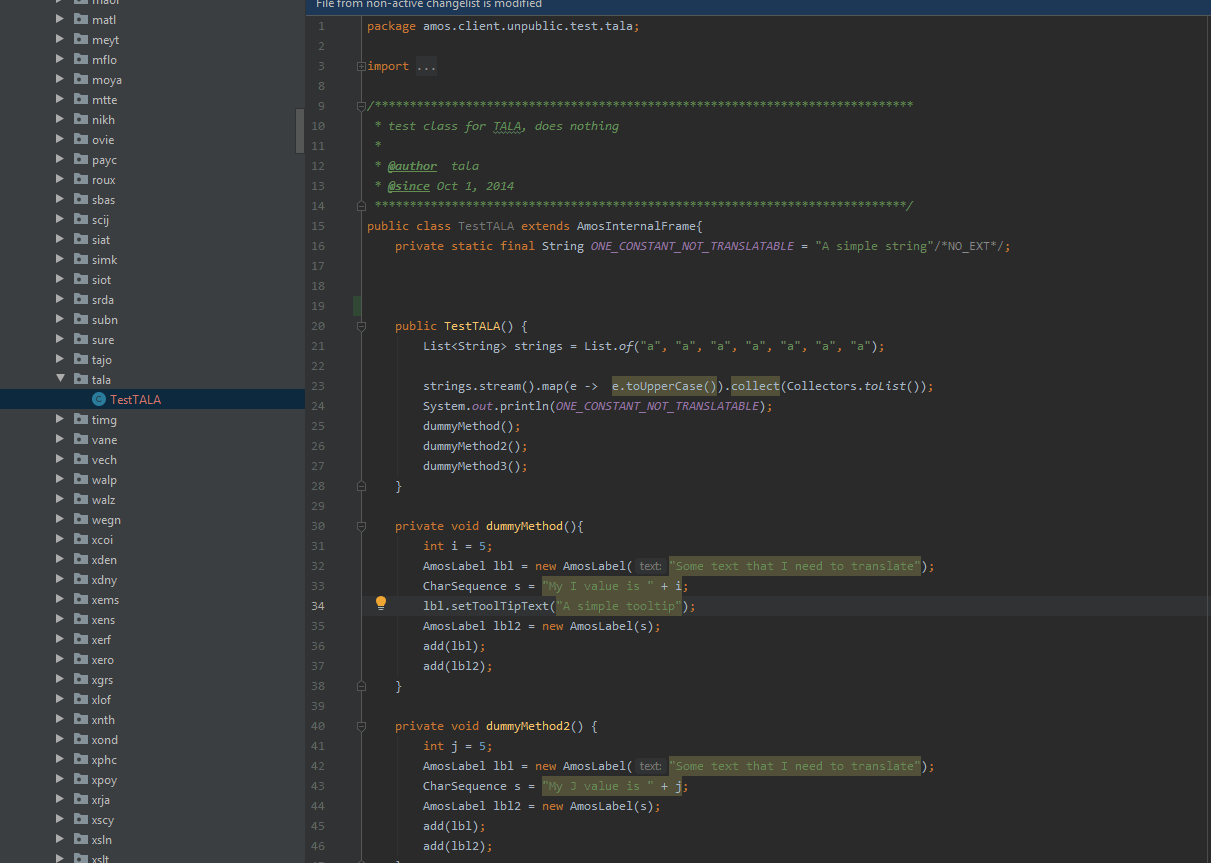 maor
matl
meyt
mflo
moya
mtte
nikh
ovie
payc
roux
sbas
scij
siat
simk
siot
srda
subn
sure
tajo
tala
TestTALA
timg
vane
vech
walp
walz
wegn
xcoi
xden
xdny
xems
xens
xerf
xero
xgrs
xlof
xnth
xond
xphc
xpoy
xrja
xscy
xsln
xslt
File from non-active changelist is modified
1 package amos.client.unpublic.test.tala;
2
3 import ...
8
9 /*****************************************************************************
10 * test class for TALA, does nothing
11 *
12 * @author tala
13 * @since Oct 1, 2014
14 ****************************************************************************/
15 public class TestTALA extends AmosInternalFrame{
16 private static final String ONE_CONSTANT_NOT_TRANSLATABLE = "A simple string"/*NO_EXT*/;
17
18
19
20 public TestTALA() {
21 List<String> strings = List.of("a", "a", "a", "a", "a", "a", "a");
22
23 strings.stream().map(e -> e.toUpperCase()).collect(Collectors.toList());
24 System.out.println(ONE_CONSTANT_NOT_TRANSLATABLE);
25 dummyMethod();
26 dummyMethod2();
27 dummyMethod3();
28 }
29
30 private void dummyMethod(){
31 int i = 5;
32 AmosLabel lbl = new AmosLabel( text: "Some text that I need to translate");
33 CharSequence s = "My I value is " + i;
34 lbl.setToolTipText("A simple tooltip");
35 AmosLabel lbl2 = new AmosLabel(s);
36 add(lbl);
37 add(lbl2);
38 }
39
40 private void dummyMethod2() {
41 int j = 5;
42 AmosLabel lbl = new AmosLabel( text: "Some text that I need to translate");
43 CharSequence s = "My J value is " + j;
44 AmosLabel lbl2 = new AmosLabel(s);
45 add(lbl);
46 add(lbl2);